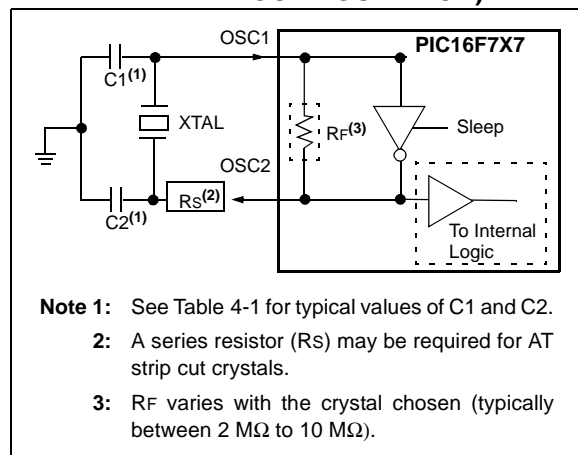 OSC1
PIC16F7X7
C1(1)
XTAL
RF(3)
Sleep
OSC2
RS(2)
C2(1)
To Internal
Logic
Note 1: See Table 4-1 for typical values of C1 and C2.
2: A series resistor (RS) may be required for AT
strip cut crystals.
3: RF varies with the crystal chosen (typically
between 2 MΩ to 10 MΩ).